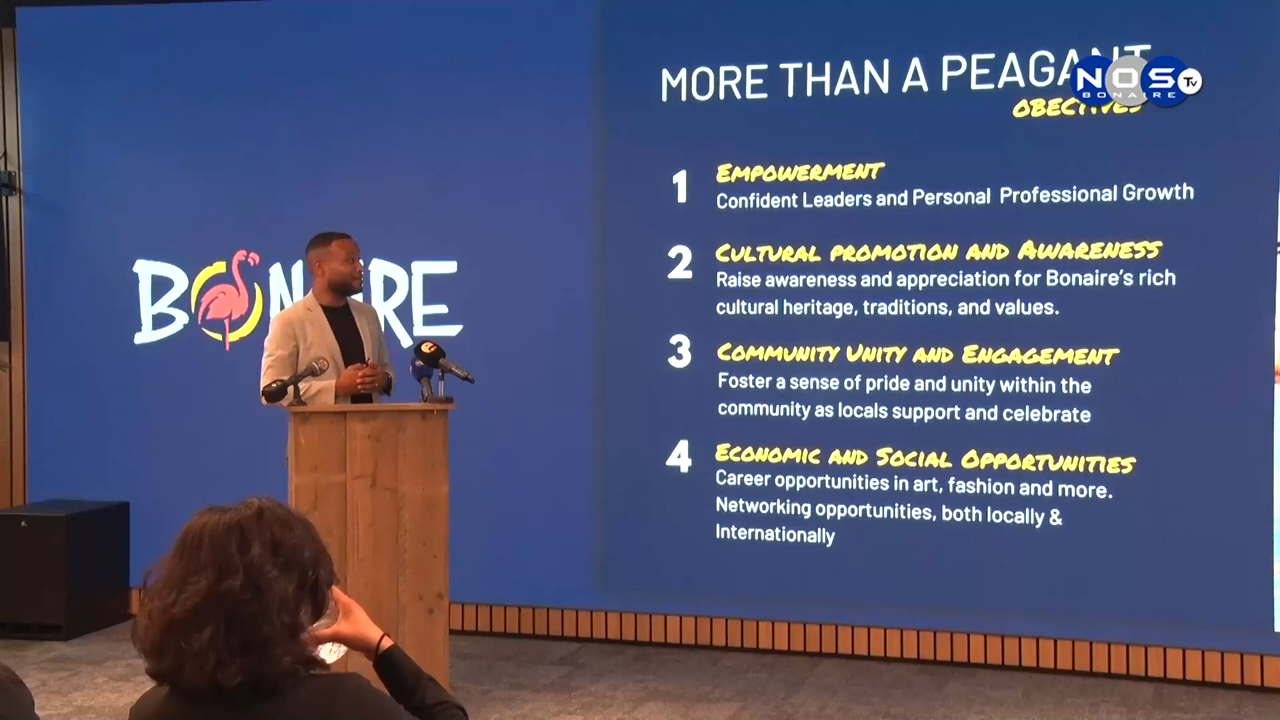 MORE THAN A PEAGANT
NOS TV
BONAIRE
OBECTIVES
1 EMPOWERMENT
Confident Leaders and Personal Professional Growth
2 CULTURAL PROMOTION AND AWARENESS
Raise awareness and appreciation for Bonaire's rich
cultural heritage, traditions, and values.
BONAIRE
3 COMMUNITY UNITY AND ENGAGEMENT
Foster a sense of pride and unity within the
community as locals support and celebrate
4 ECONOMIC AND SOCIAL OPPORTUNITIES
Career opportunities in art, fashion and more.
Networking opportunities, both locally &
Internationally